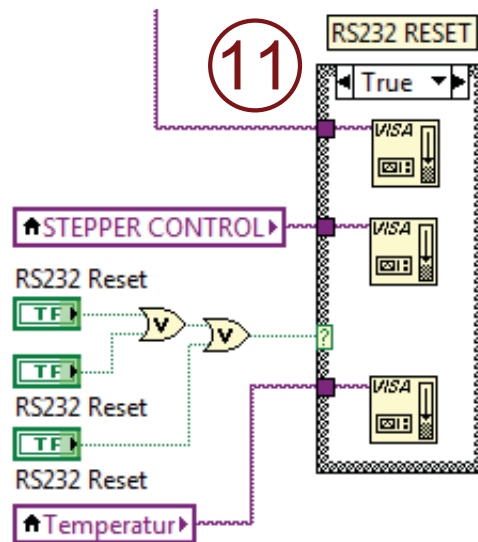 11
RS232 RESET
True
VISA
STEPPER CONTROL
VISA
RS232 Reset
TF
V
V
?
TF
RS232 Reset
VISA
TF
RS232 Reset
Temperatur